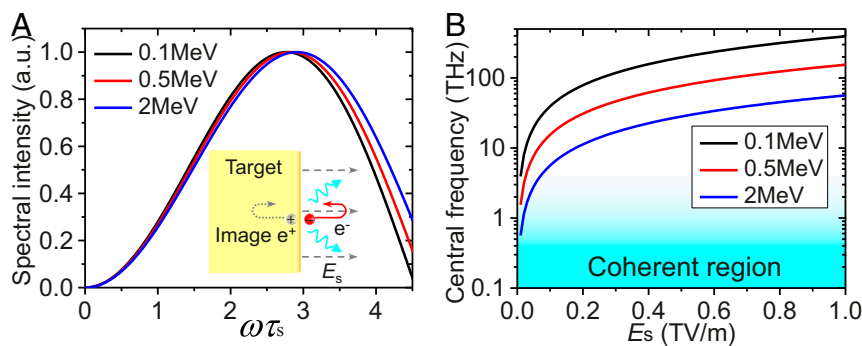 A
Spectral intensity (a.u.)
1.0
0.8
0.6
0.4
0.2
0.0
0.1MeV
0.5MeV
2MeV
Target
Image e⁺
e⁻
Eₛ
0 1 2 3 4
ωτₛ
B
Central frequency (THz)
100
10
1
0.1
0.1MeV
0.5MeV
2MeV
Coherent region
0.0 0.2 0.4 0.6 0.8 1.0
Eₛ (TV/m)